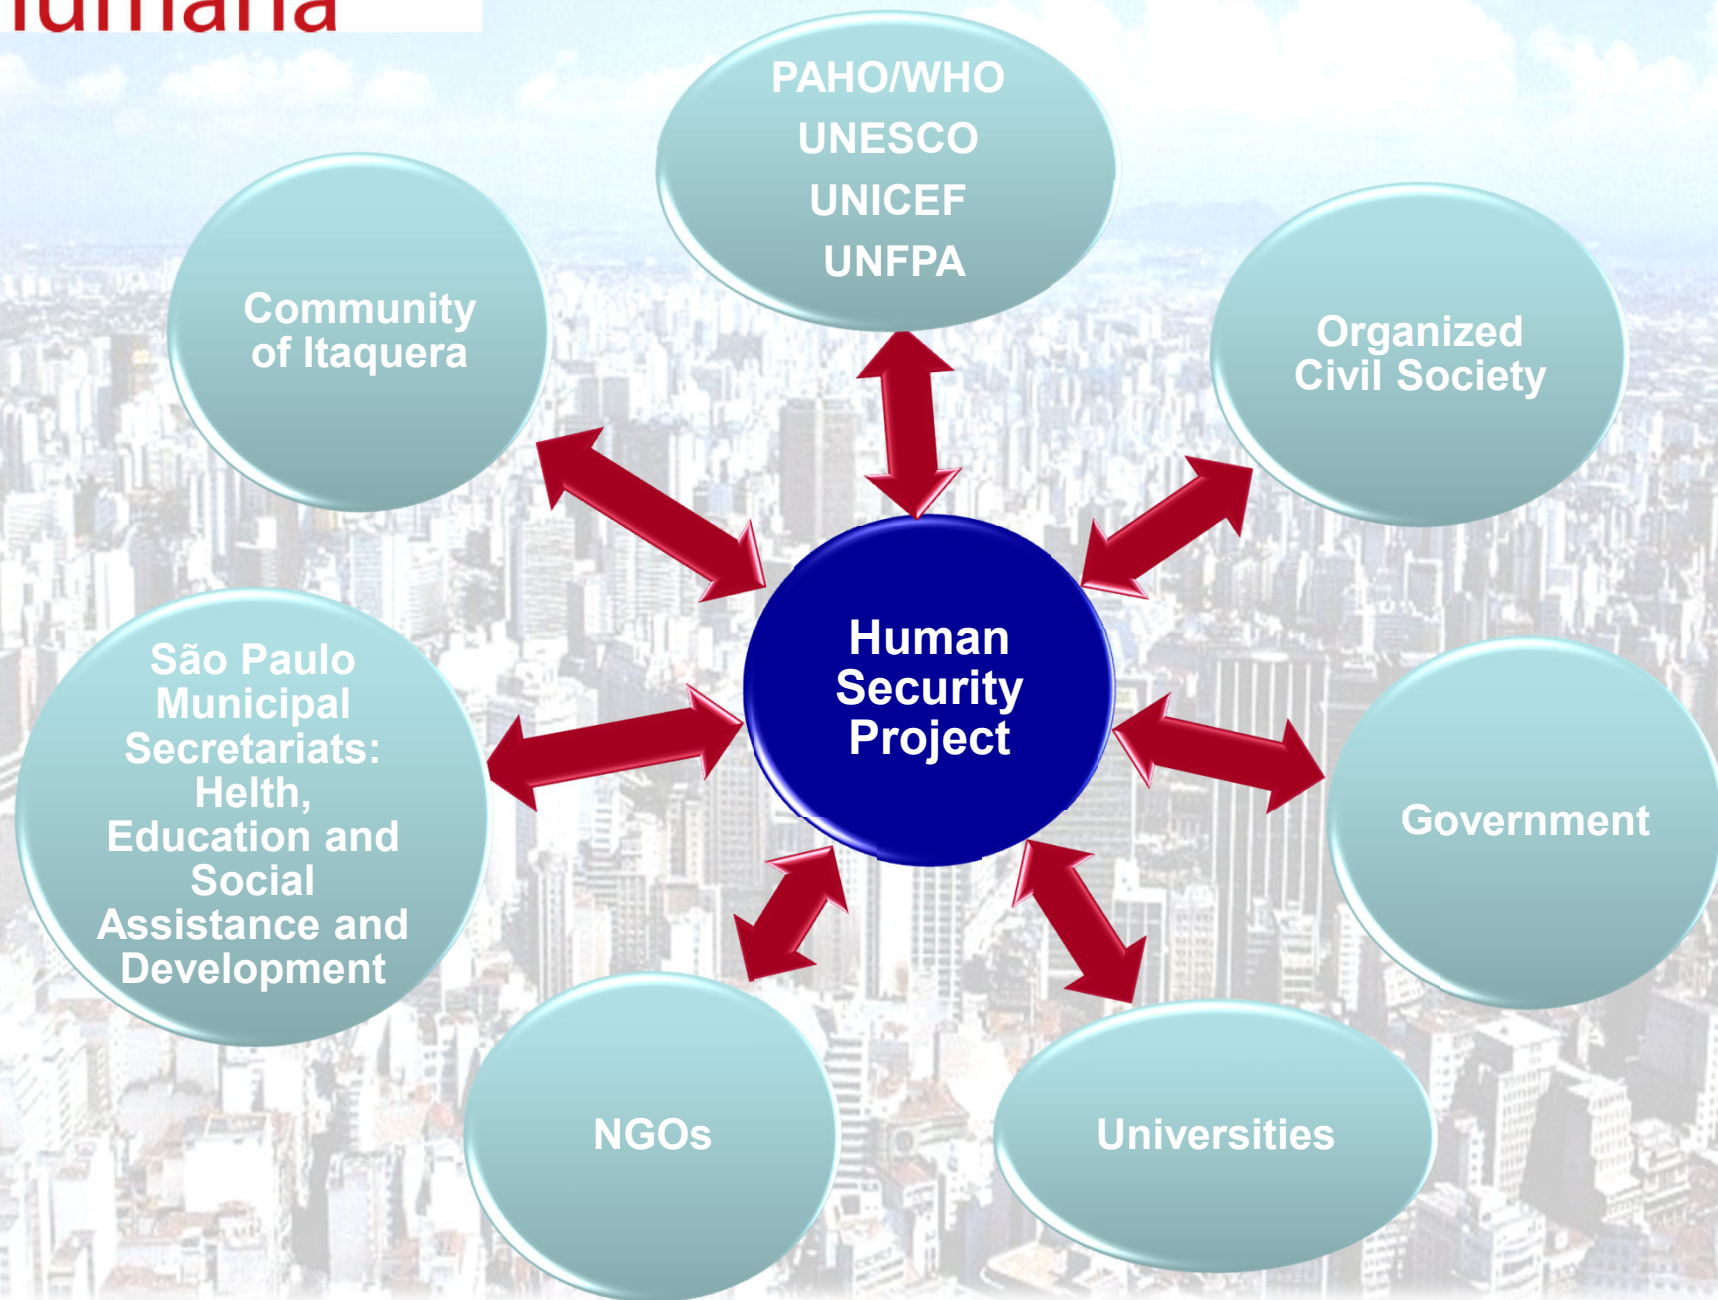 humana
PAHO/WHO
UNESCO
UNICEF
UNFPA
Community
of Itaquera
Organized
Civil Society
Human
Security
Project
São Paulo
Municipal
Secretariats:
Helth,
Education and
Social
Assistance and
Development
Government
NGOs
Universities